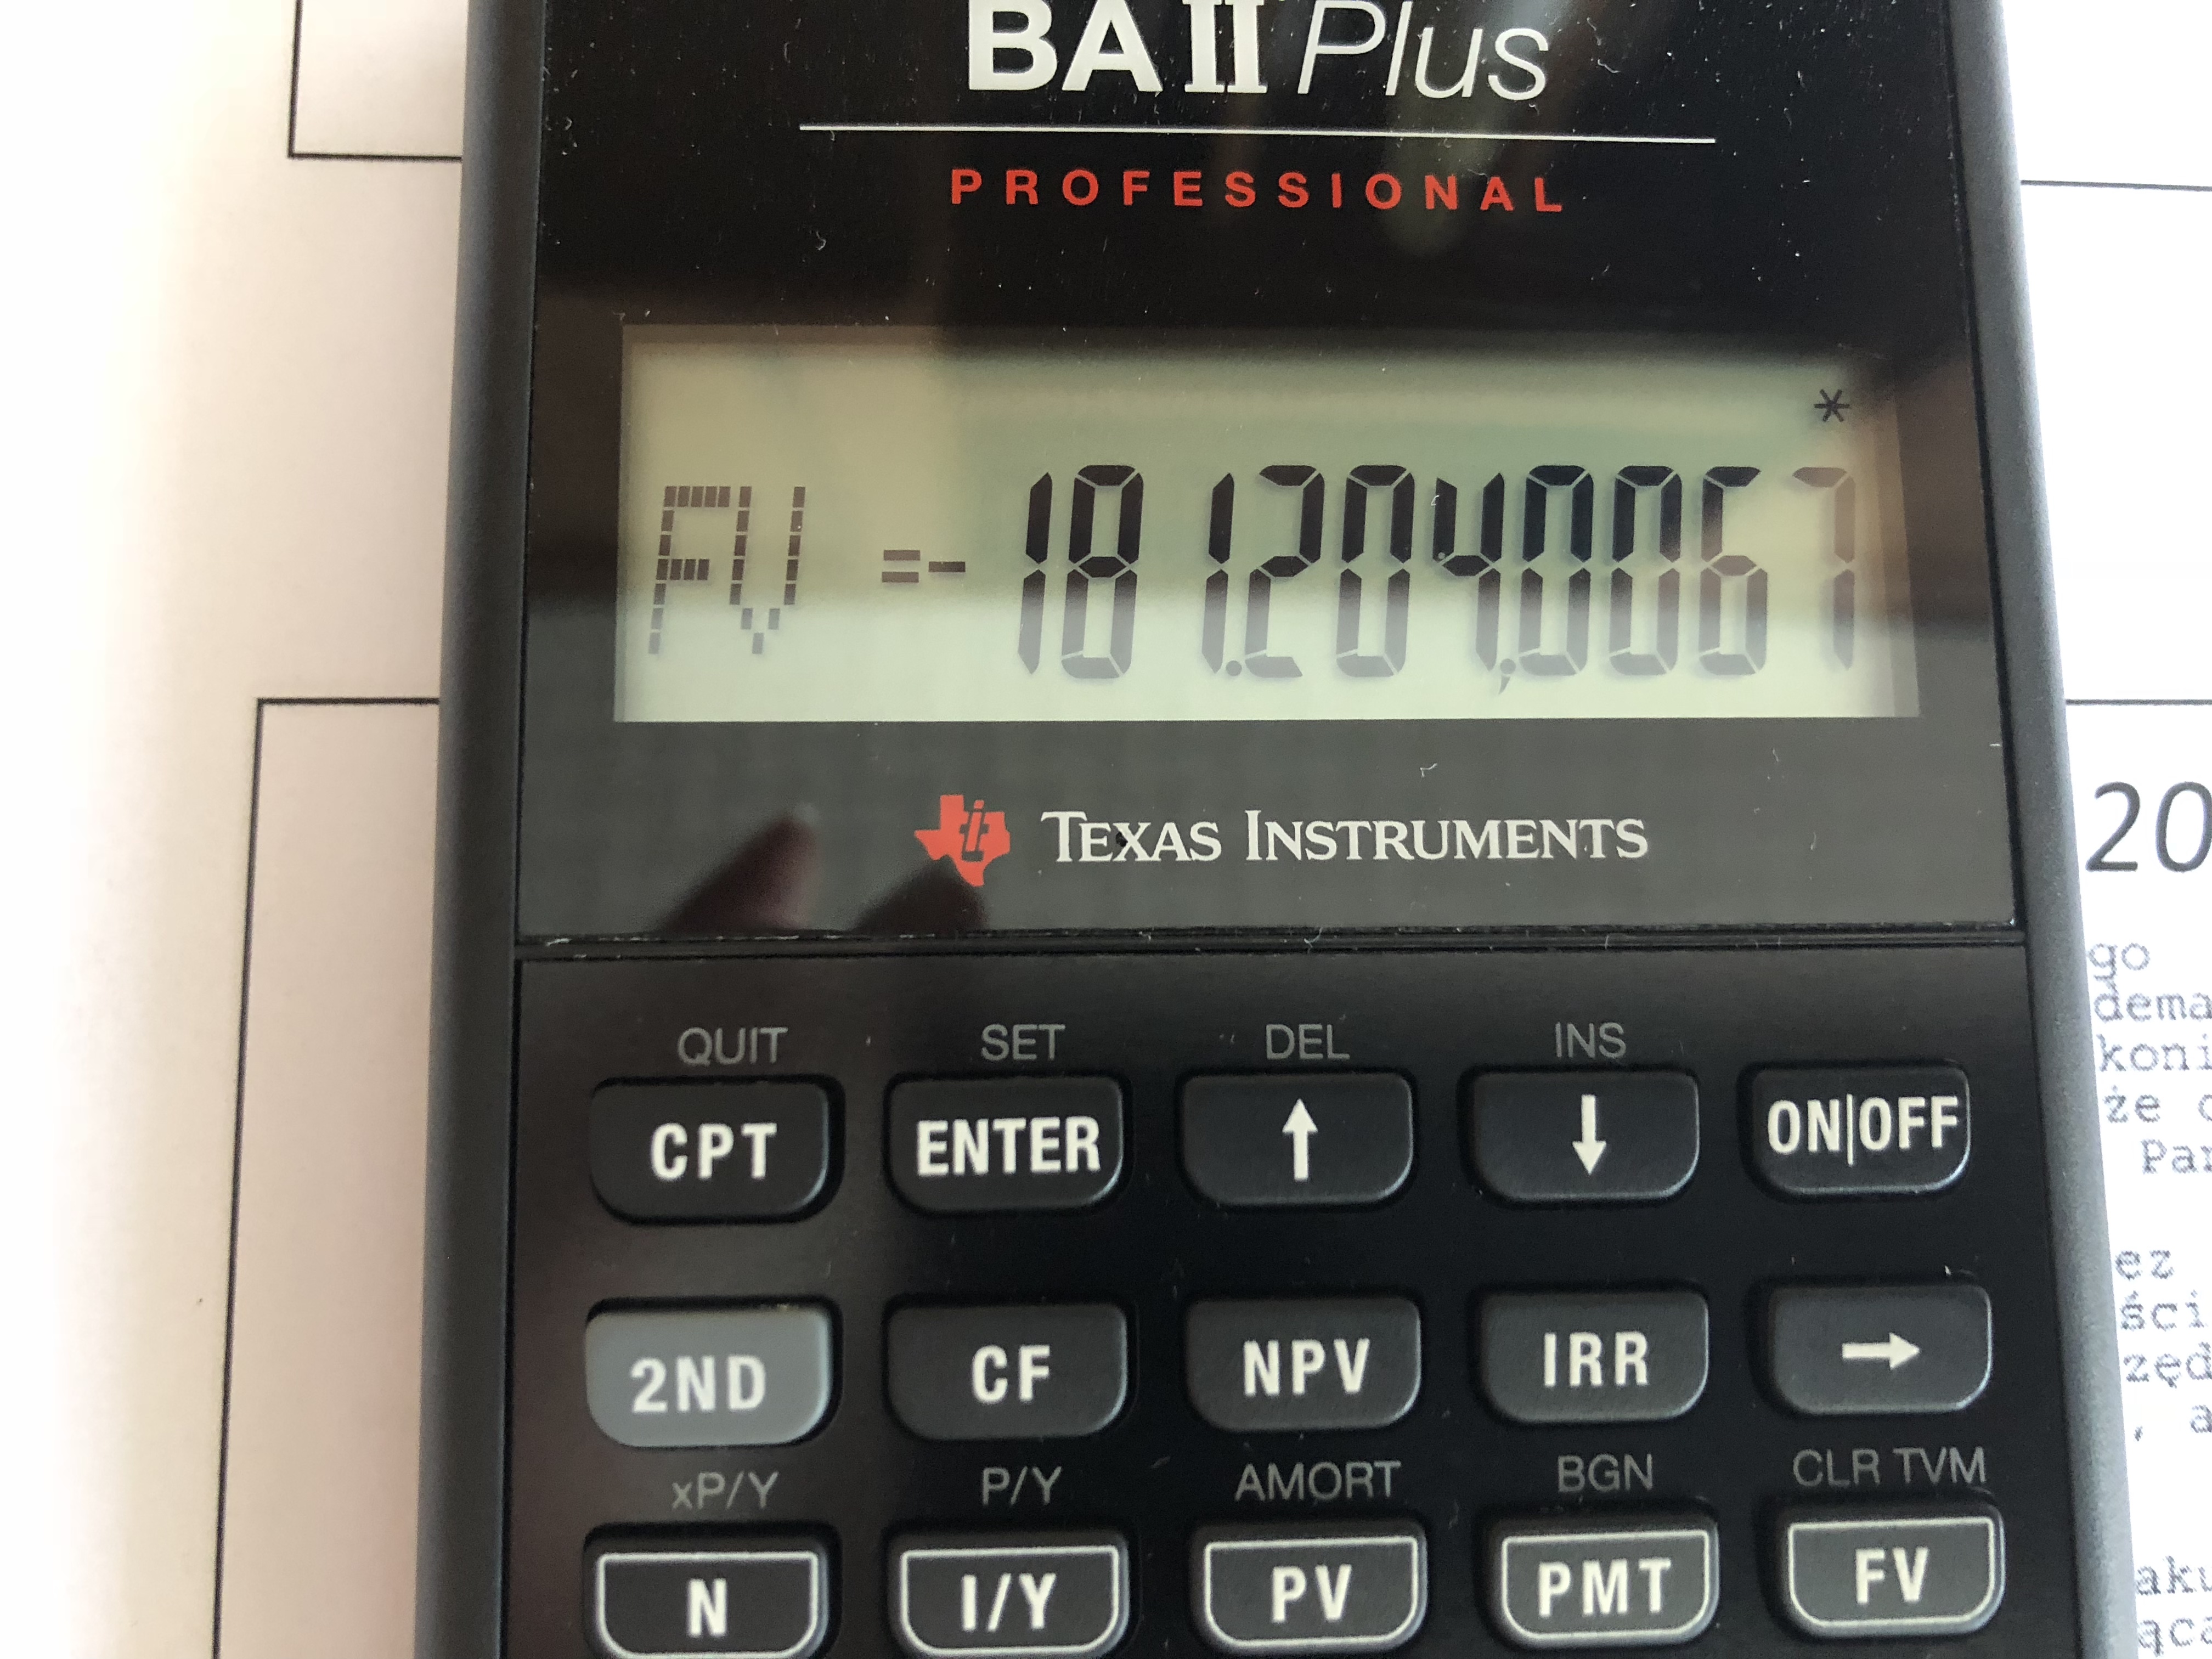 BA II Plus
PROFESSIONAL
*
FV =-181.204,0067
TEXAS INSTRUMENTS
QUIT SET DEL INS
CPT ENTER ↑ ↓ ON|OFF
2ND CF NPV IRR →
xP/Y P/Y AMORT BGN CLR TVM
N I/Y PV PMT FV
20
go
dema
koni
że
Par
ez
ści
zęd
, a
aku
ąca